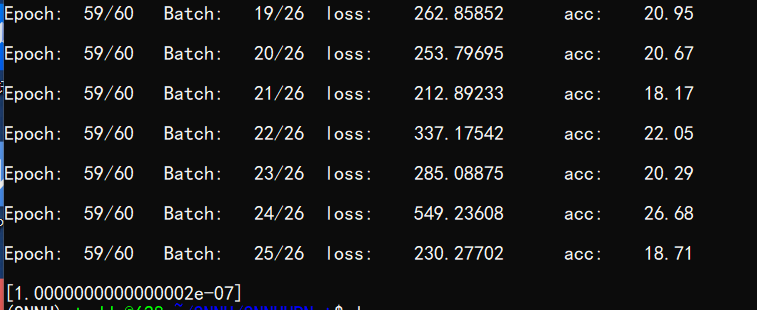 Epoch: 59/60 Batch: 19/26 loss: 262.85852 acc: 20.95
Epoch: 59/60 Batch: 20/26 loss: 253.79695 acc: 20.67
Epoch: 59/60 Batch: 21/26 loss: 212.89233 acc: 18.17
Epoch: 59/60 Batch: 22/26 loss: 337.17542 acc: 22.05
Epoch: 59/60 Batch: 23/26 loss: 285.08875 acc: 20.29
Epoch: 59/60 Batch: 24/26 loss: 549.23608 acc: 26.68
Epoch: 59/60 Batch: 25/26 loss: 230.27702 acc: 18.71
[1.0000000000000002e-07]